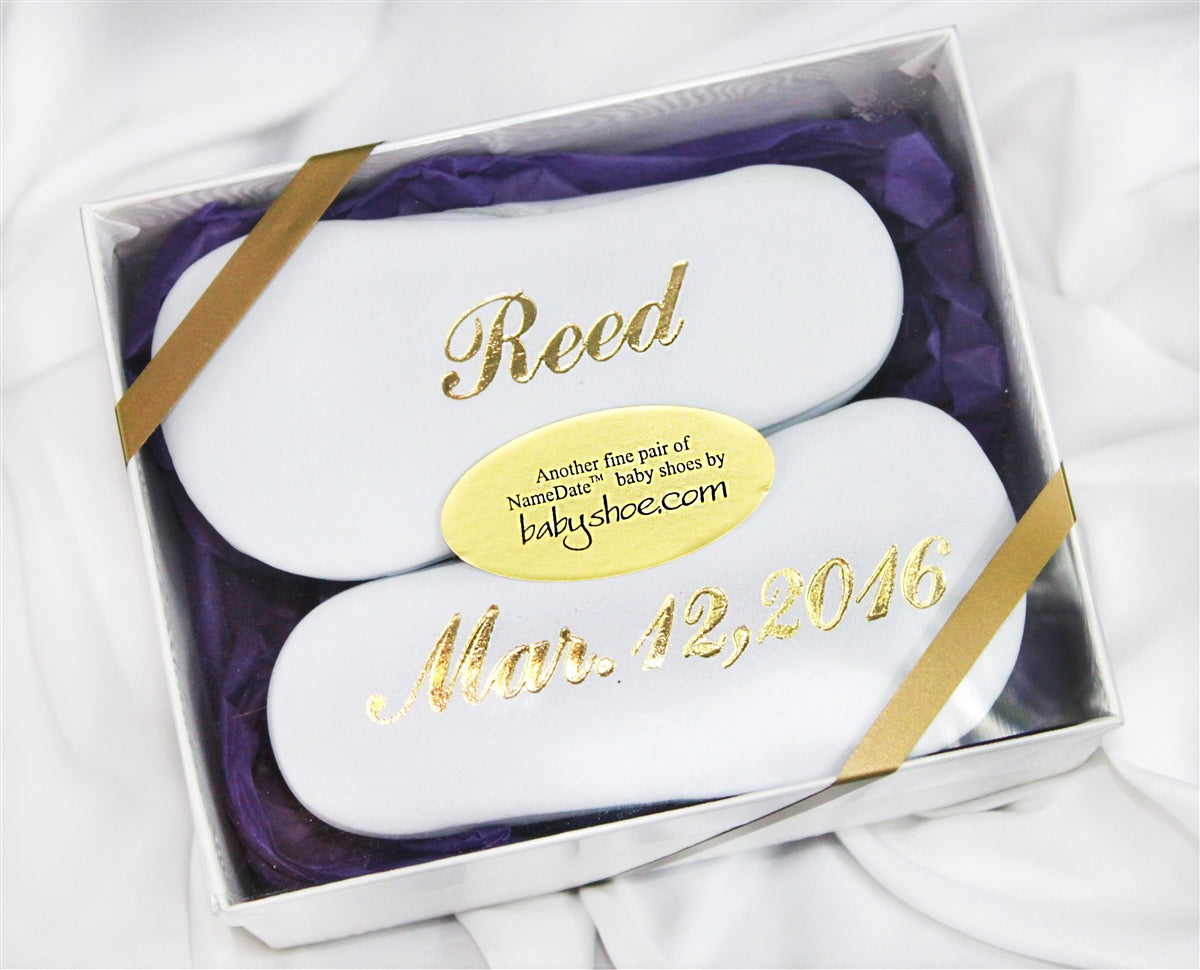 Reed
Another fine pair of
NameDate™ baby shoes by
babyshoe.com
Mar. 12,2016